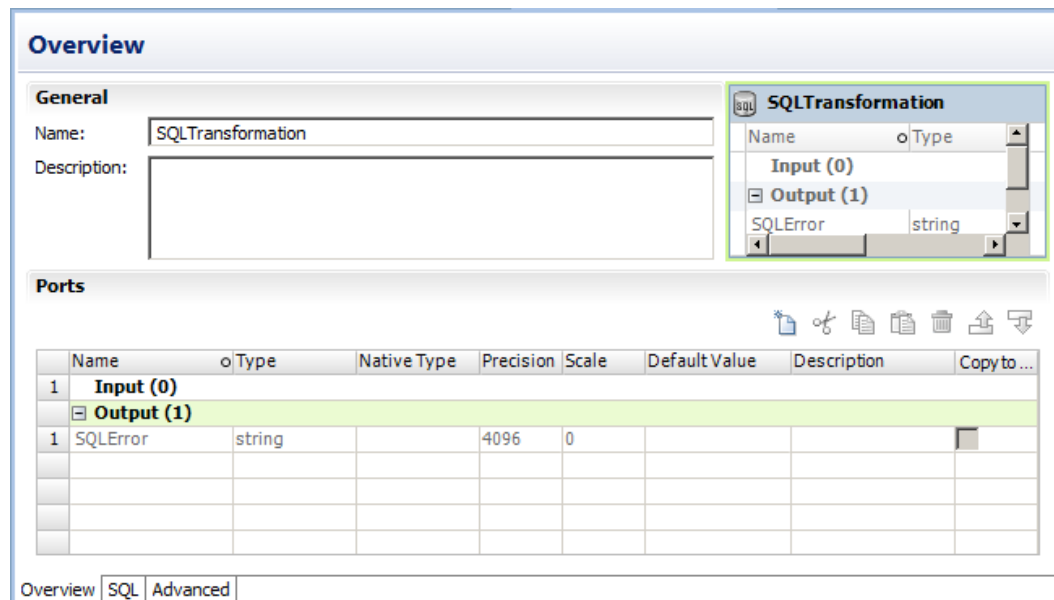 Overview
General
Name: SQLTransformation
Description:
SQL SQLTransformation
Name Type
Input (0)
Output (1)
SQLError string
Ports
Name Type Native Type Precision Scale Default Value Description Copy to ...
1 Input (0)
Output (1)
1 SQLError string 4096 0
Overview SQL Advanced